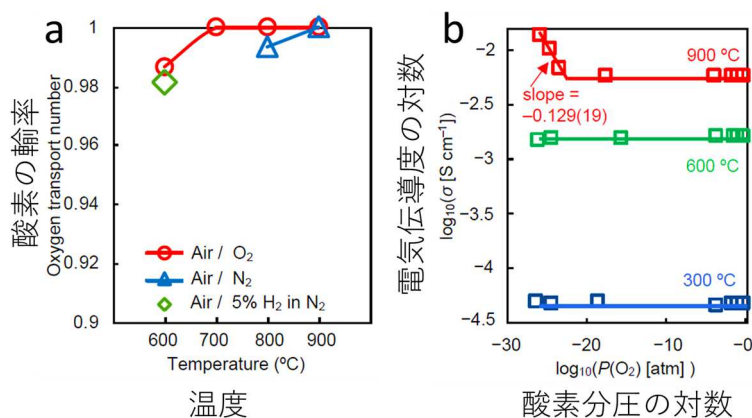 a
酸素の輸率
Oxygen transport number
1
0.98
0.96
0.94
0.92
0.9
Air / O2
Air / N2
Air / 5% H2 in N2
600 700 800 900
Temperature (ºC)
温度
b
電気伝導度の対数
log10(σ [S cm−1])
−2
−2.5
−3
−3.5
−4
−4.5
900 ºC
slope =
−0.129(19)
600 ºC
300 ºC
−30 −20 −10 −0
log10(P(O2) [atm] )
酸素分圧の対数